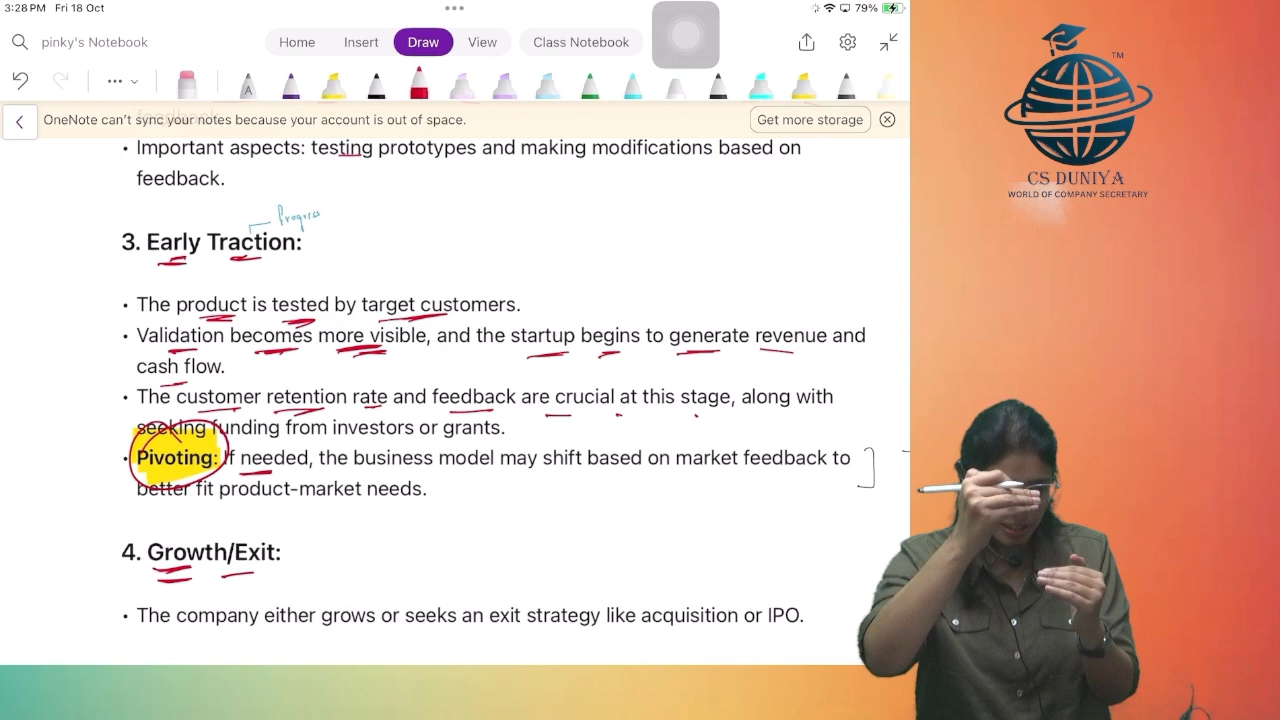 3:28 PM Fri 18 Oct
79%
pinky's Notebook
Home Insert Draw View Class Notebook
A
OneNote can't sync your notes because your account is out of space.
Get more storage
• Important aspects: testing prototypes and making modifications based on
feedback.
Progress
3. Early Traction:
• The product is tested by target customers.
• Validation becomes more visible, and the startup begins to generate revenue and
cash flow.
• The customer retention rate and feedback are crucial at this stage, along with
seeking funding from investors or grants.
• Pivoting: If needed, the business model may shift based on market feedback to
better fit product-market needs.
4. Growth/Exit:
• The company either grows or seeks an exit strategy like acquisition or IPO.
TM
CS DUNIYA
WORLD OF COMPANY SECRETARY